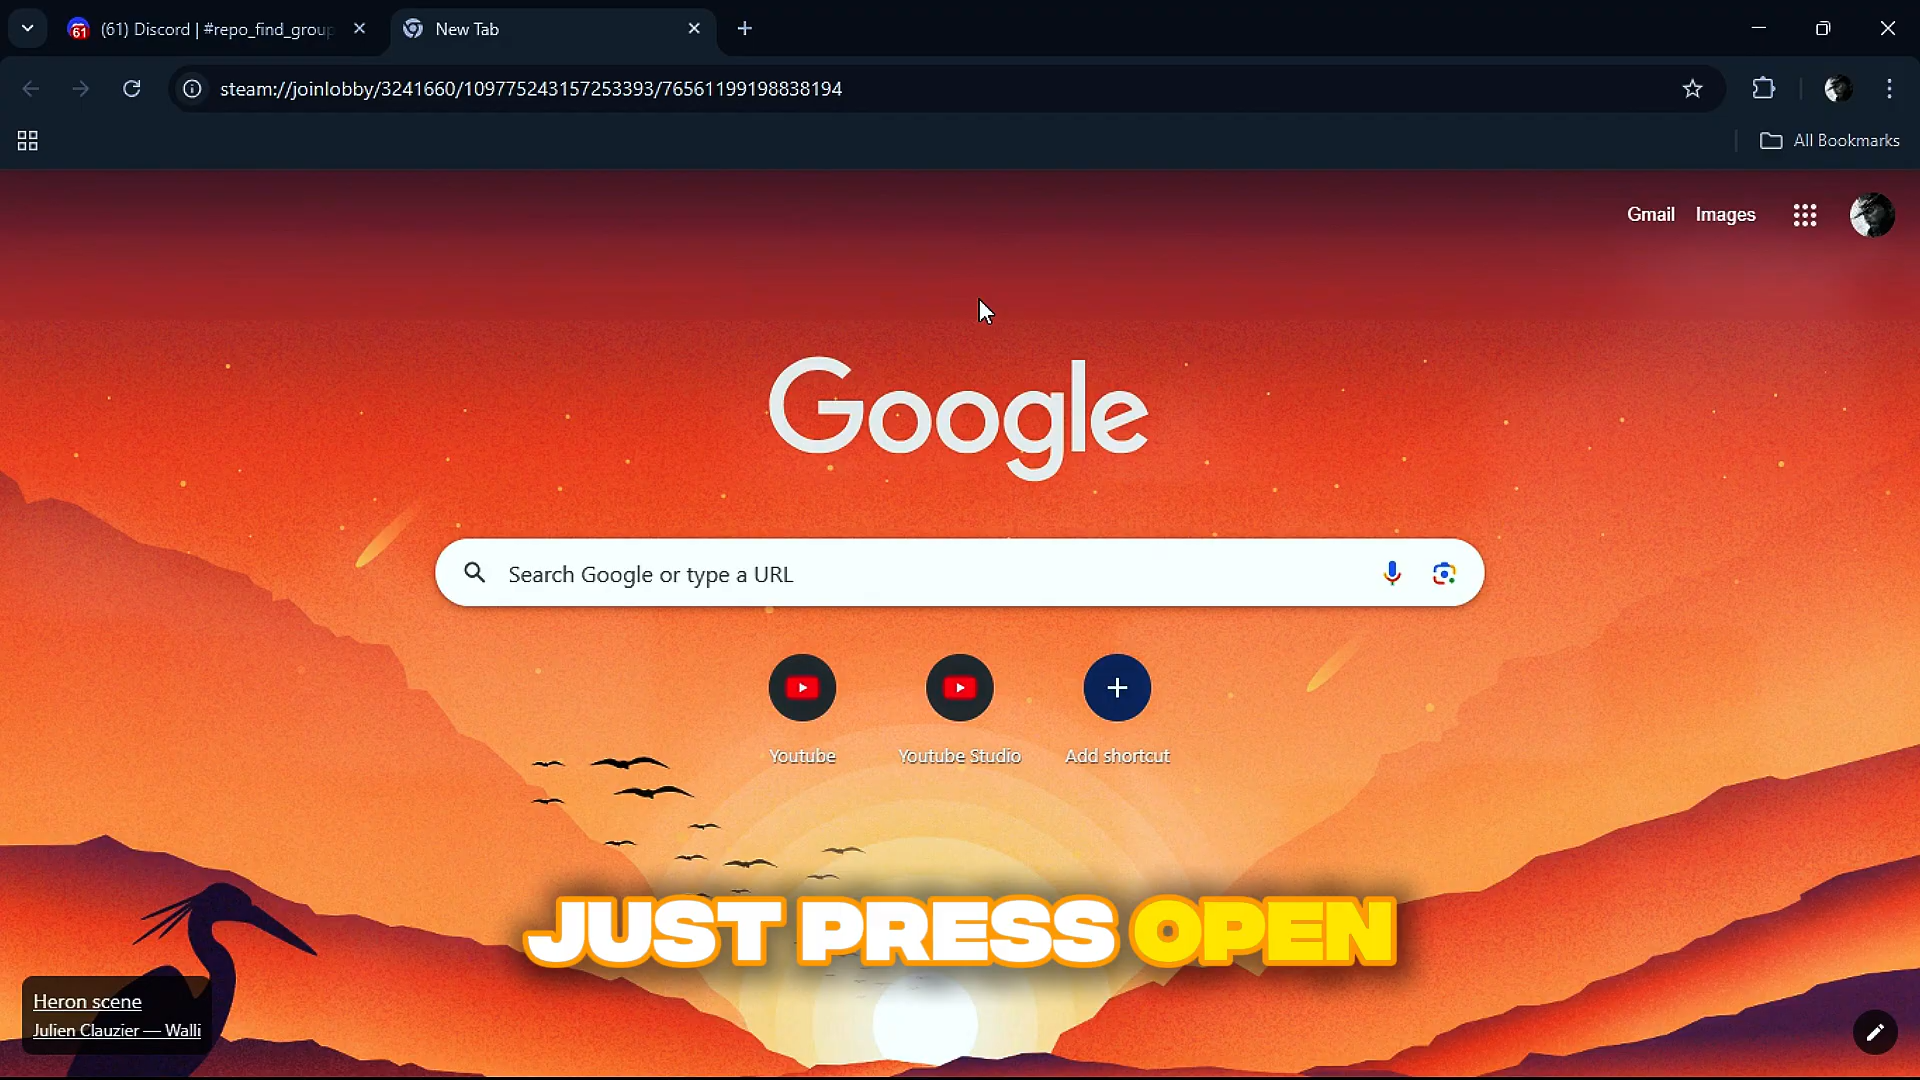 (61) Discord | #repo_find_group
New Tab
steam://joinlobby/3241660/109775243157253393/76561199198838194
All Bookmarks
Gmail Images
Google
Search Google or type a URL
Youtube Youtube Studio Add shortcut
JUST PRESS OPEN
Heron scene
Julien Clauzier — Walli